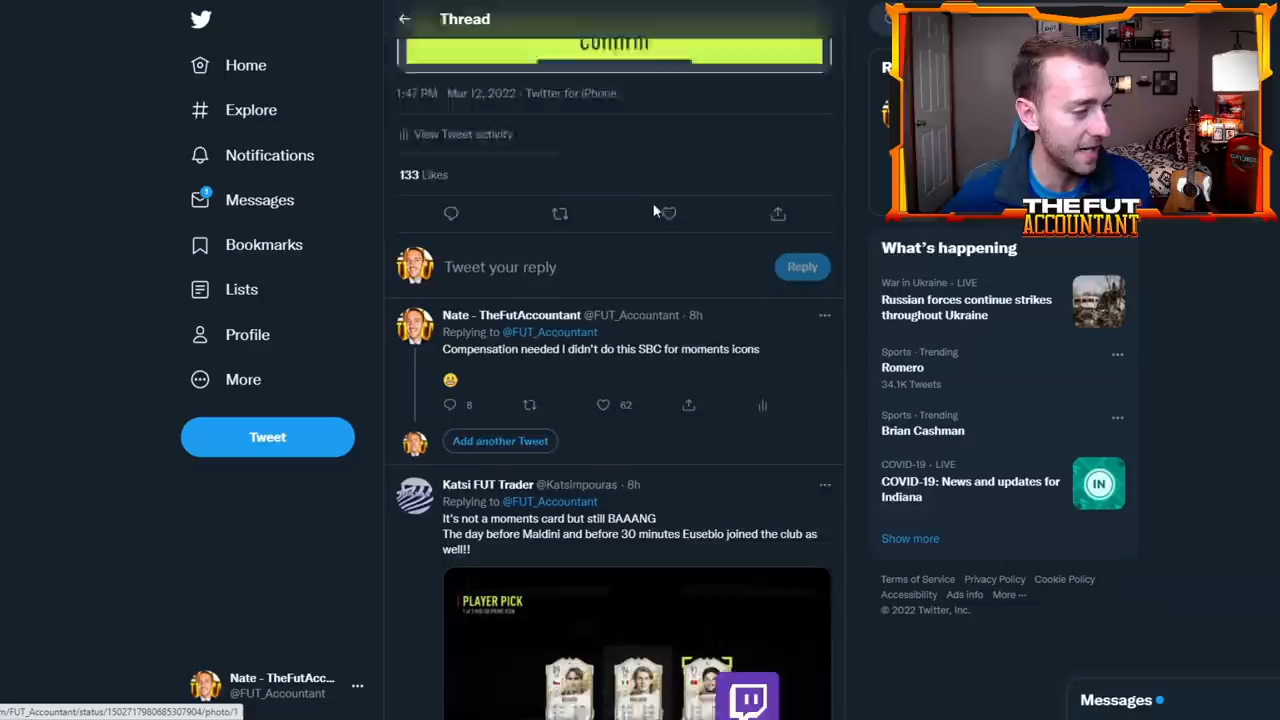 Home
Explore
Notifications
1
Messages
Bookmarks
Lists
Profile
More
Tweet
Nate - TheFutAcc...
@FUT_Accountant
m/FUT_Accountant/status/1502717980685307904/photo/1
Thread
Confirm
1:47 PM · Mar 12, 2022 · Twitter for iPhone
View Tweet activity
133 Likes
Tweet your reply
Reply
Nate - TheFutAccountant @FUT_Accountant · 8h
Replying to @FUT_Accountant
Compensation needed I didn't do this SBC for moments icons
8
62
Add another Tweet
Katsi FUT Trader @Katsimpouras · 8h
Replying to @FUT_Accountant
It's not a moments card but still BAAANG
The day before Maldini and before 30 minutes Eusebio joined the club as
well!!
PLAYER PICK
THE FUT
ACCOUNTANT
What's happening
War in Ukraine · LIVE
Russian forces continue strikes
throughout Ukraine
Sports · Trending
Romero
34.1K Tweets
Sports · Trending
Brian Cashman
COVID-19 · LIVE
COVID-19: News and updates for
Indiana
IN
Show more
Terms of Service Privacy Policy Cookie Policy
Accessibility Ads info More ···
© 2022 Twitter, Inc.
Messages